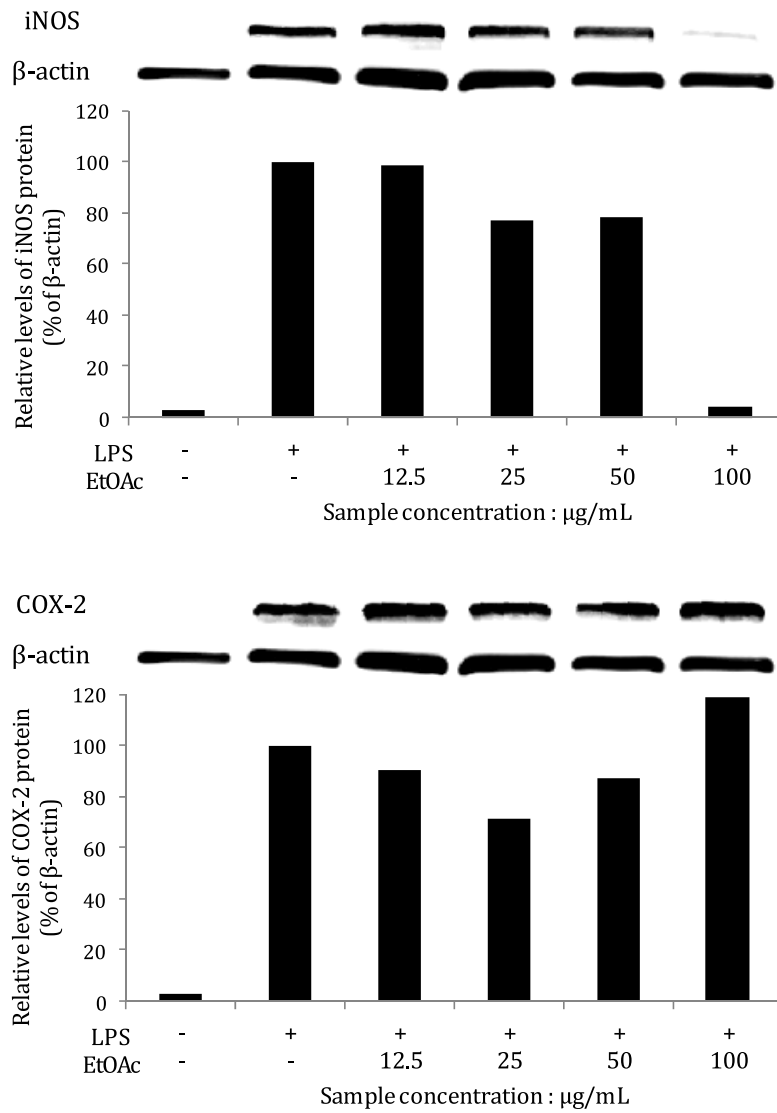 iNOS
β-actin
120
100
80
60
40
20
0
Relative levels of iNOS protein
(% of β-actin)
LPS - + + + + +
EtOAc - - 12.5 25 50 100
Sample concentration : µg/mL
COX-2
β-actin
120
100
80
60
40
20
0
Relative levels of COX-2 protein
(% of β-actin)
LPS - + + + + +
EtOAc - - 12.5 25 50 100
Sample concentration : µg/mL